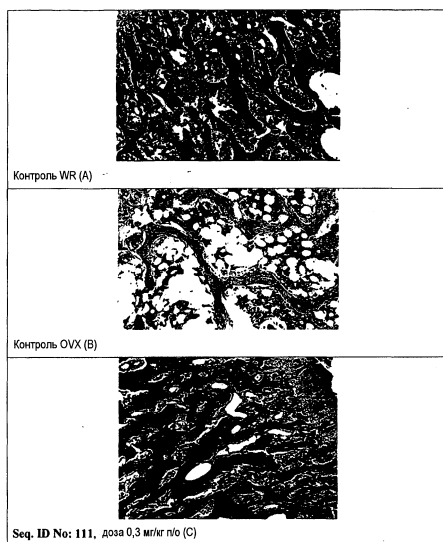 Контроль WR (A)
Контроль OVX (B)
Seq. ID No: 111, доза 0,3 мг/кг п/о (C)